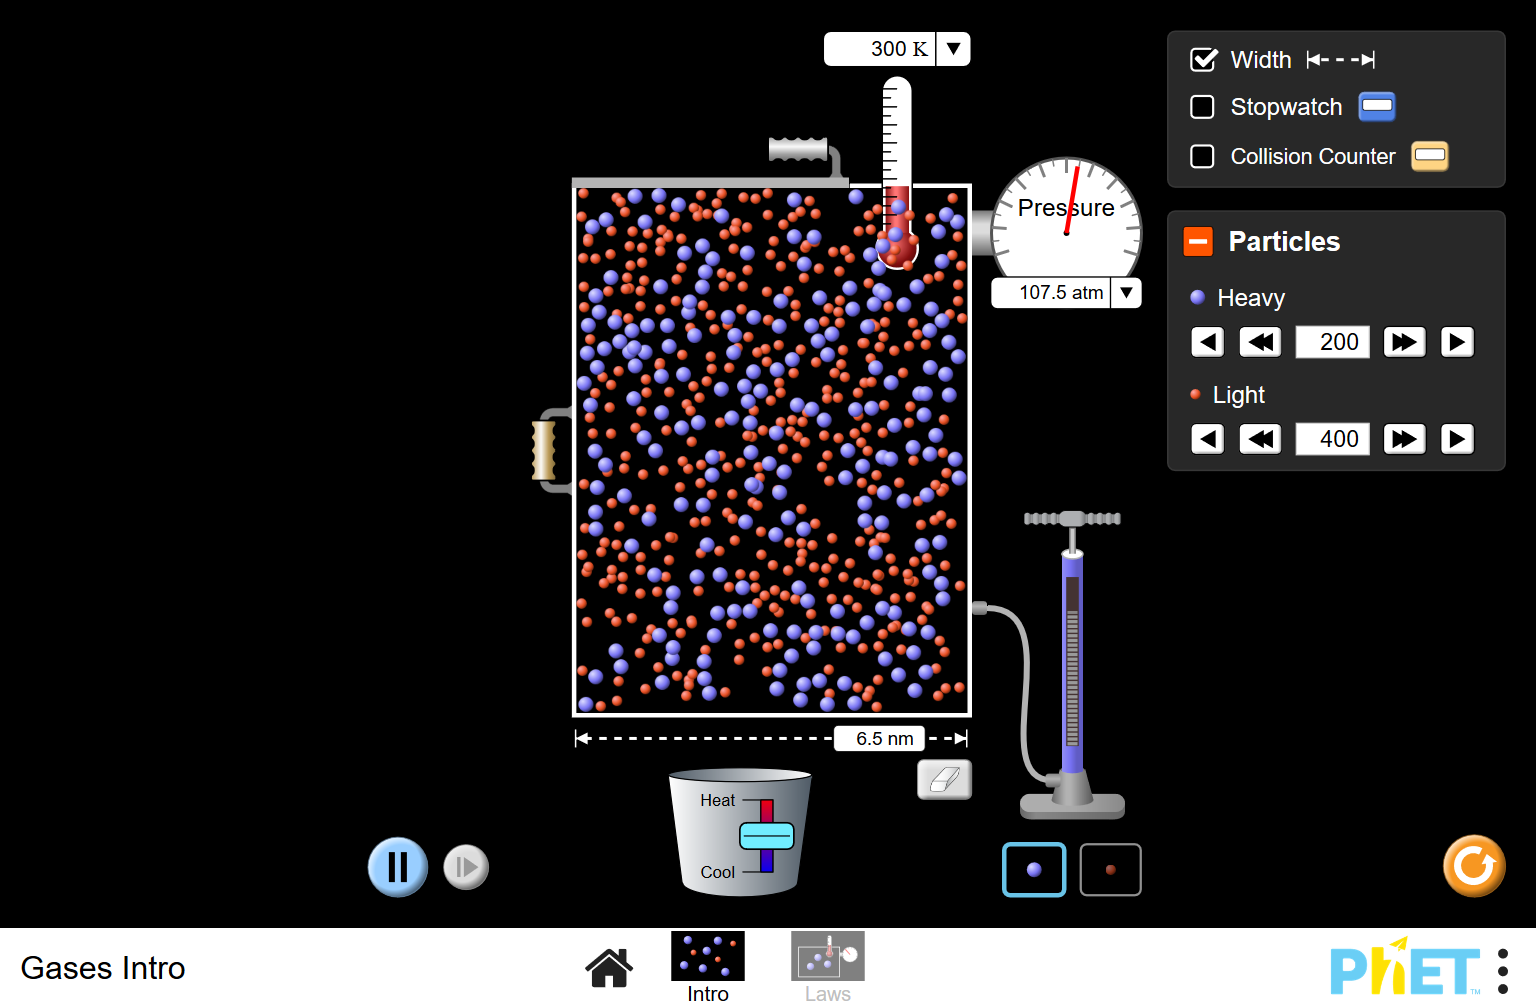 300 K
Width
Stopwatch
Collision Counter
Pressure
107.5 atm
Particles
Heavy
200
Light
400
6.5 nm
Heat
Cool
Gases Intro
Intro
Laws
PhET
TM